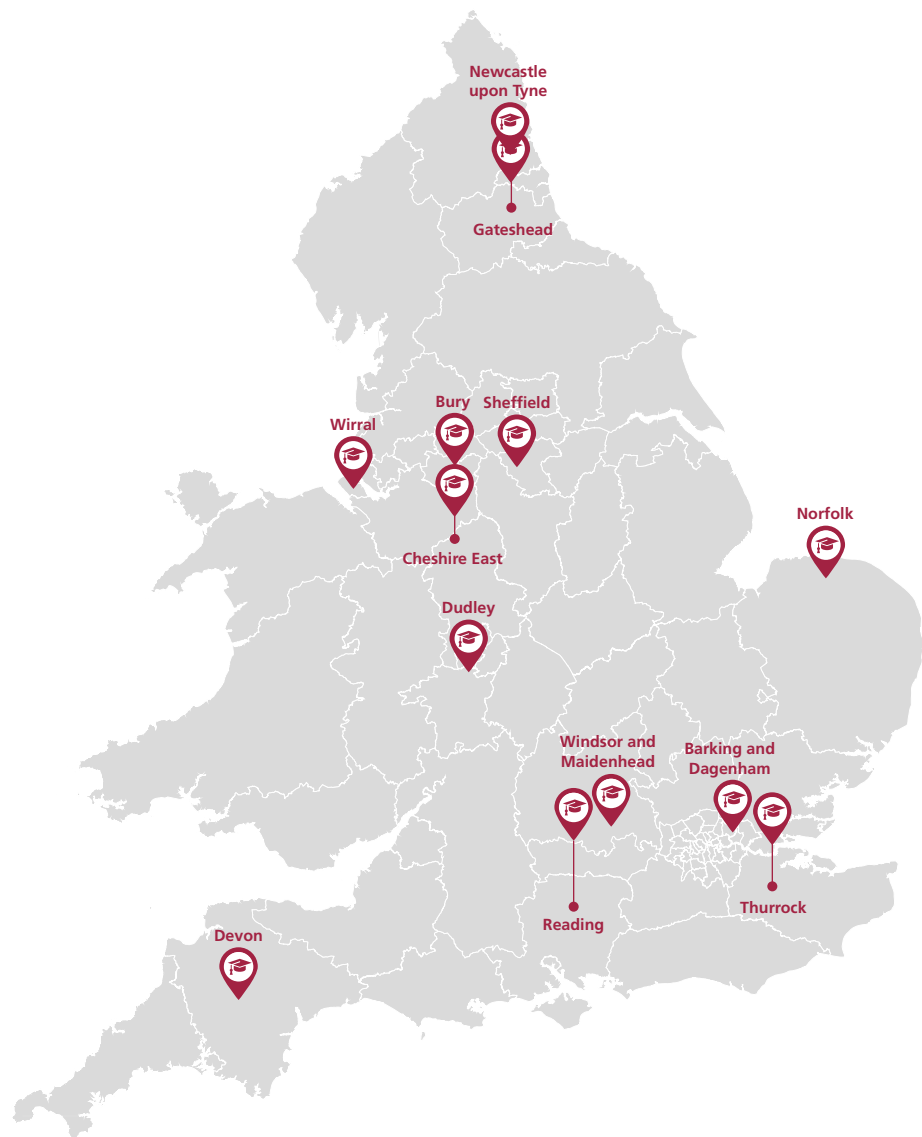 Newcastle
upon Tyne
Gateshead
Bury
Sheffield
Wirral
Cheshire East
Norfolk
Dudley
Windsor and
Maidenhead
Barking and
Dagenham
Thurrock
Reading
Devon